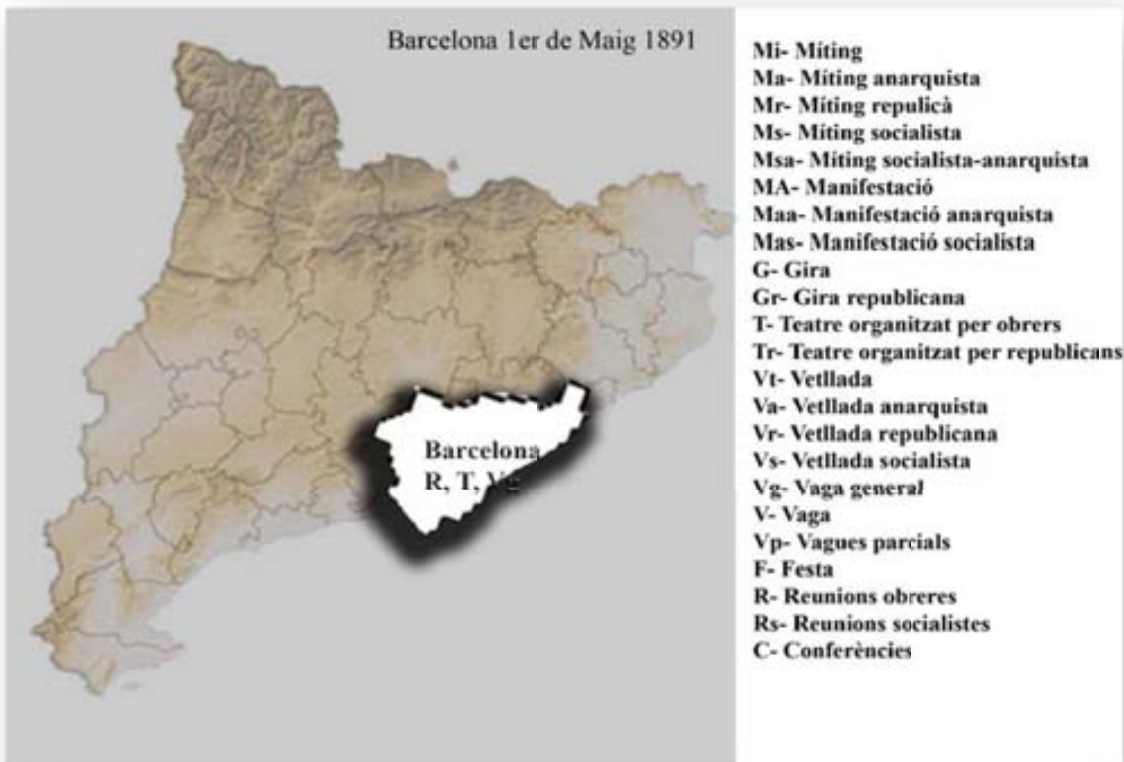 Barcelona 1er de Maig 1891
Barcelona
R, T, Vg
Mi- Míting
Ma- Míting anarquista
Mr- Míting repulicà
Ms- Míting socialista
Msa- Míting socialista-anarquista
MA- Manifestació
Maa- Manifestació anarquista
Mas- Manifestació socialista
G- Gira
Gr- Gira republicana
T- Teatre organitzat per obrers
Tr- Teatre organitzat per republicans
Vt- Vetllada
Va- Vetllada anarquista
Vr- Vetllada republicana
Vs- Vetllada socialista
Vg- Vaga general
V- Vaga
Vp- Vagues parcials
F- Festa
R- Reunions obreres
Rs- Reunions socialistes
C- Conferències